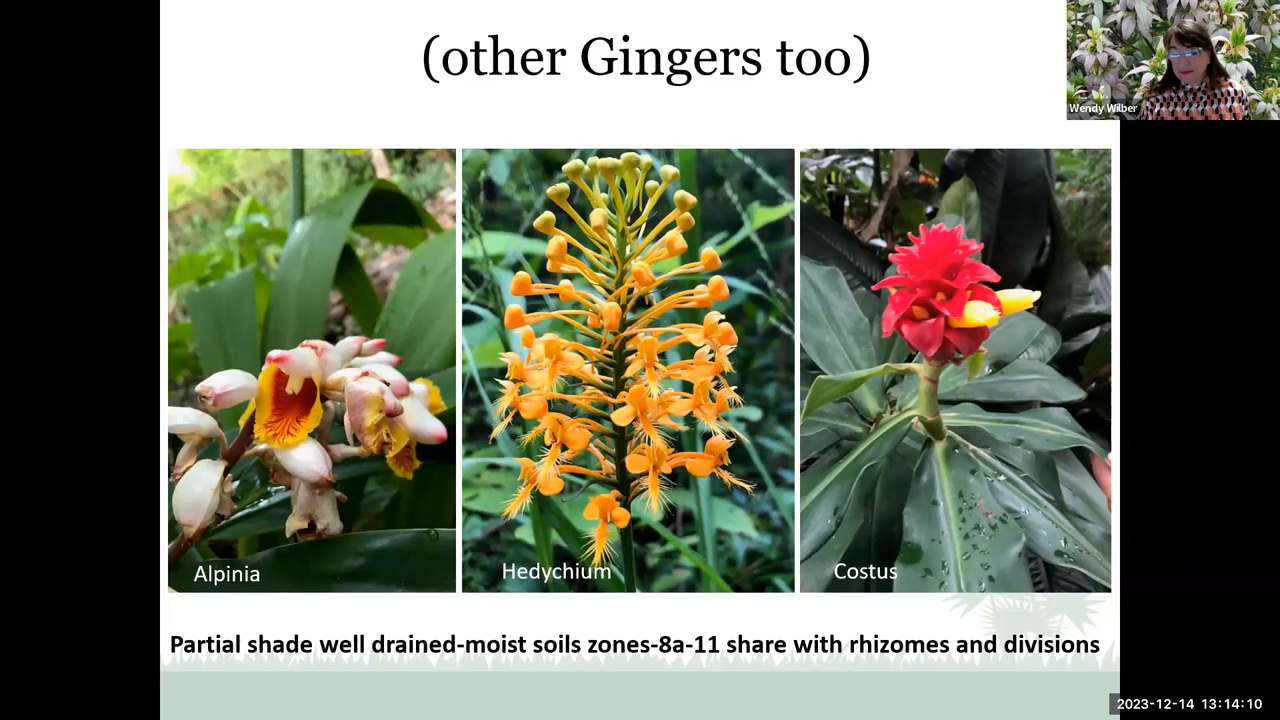 (other Gingers too)
Wendy Wilber
Alpinia
Hedychium
Costus
Partial shade well drained-moist soils zones-8a-11 share with rhizomes and divisions
2023-12-14 13:14:10